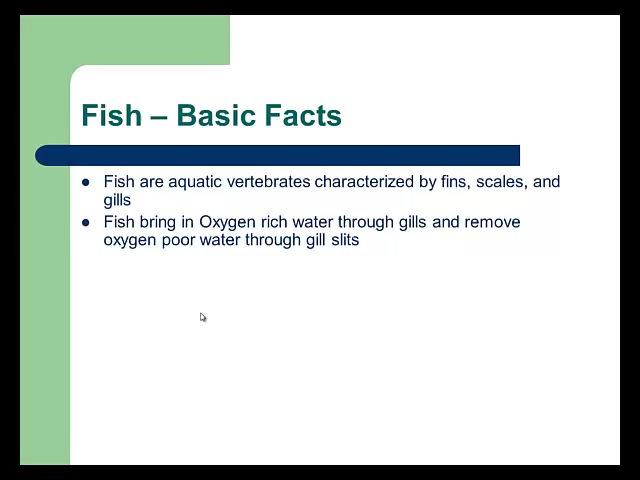 Fish – Basic Facts
● Fish are aquatic vertebrates characterized by fins, scales, and
gills
● Fish bring in Oxygen rich water through gills and remove
oxygen poor water through gill slits